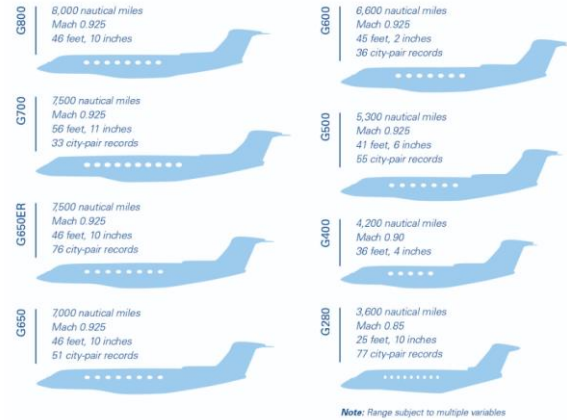 G800
8,000 nautical miles
Mach 0.925
46 feet, 10 inches
G700
7,500 nautical miles
Mach 0.925
56 feet, 11 inches
33 city-pair records
G650ER
7,500 nautical miles
Mach 0.925
46 feet, 10 inches
76 city-pair records
G650
7,000 nautical miles
Mach 0.925
46 feet, 10 inches
51 city-pair records
G600
6,600 nautical miles
Mach 0.925
45 feet, 2 inches
36 city-pair records
G500
5,300 nautical miles
Mach 0.925
41 feet, 6 inches
55 city-pair records
G400
4,200 nautical miles
Mach 0.90
36 feet, 4 inches
G280
3,600 nautical miles
Mach 0.85
25 feet, 10 inches
77 city-pair records
Note: Range subject to multiple variables